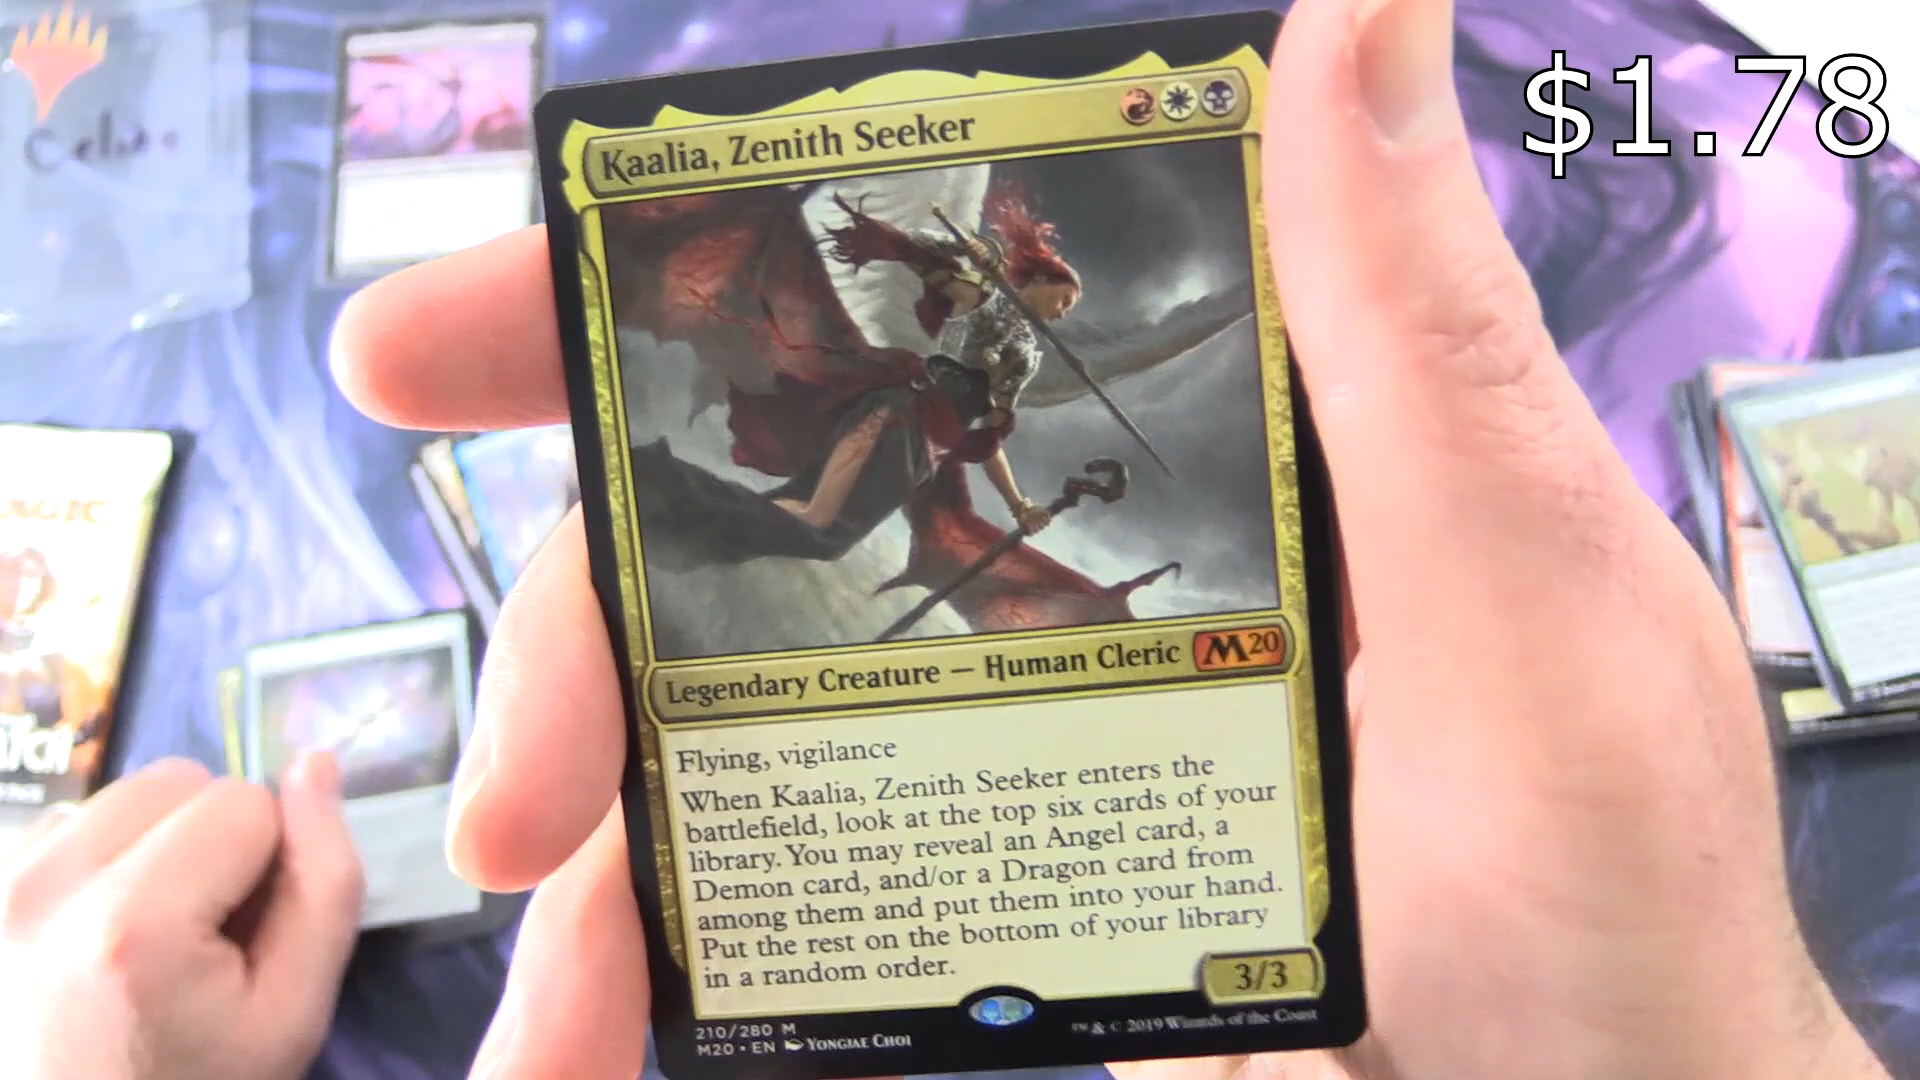 $1.78
Kaalia, Zenith Seeker
Legendary Creature — Human Cleric M20
Flying, vigilance
When Kaalia, Zenith Seeker enters the
battlefield, look at the top six cards of your
library. You may reveal an Angel card, a
Demon card, and/or a Dragon card from
among them and put them into your hand.
Put the rest on the bottom of your library
in a random order.
3/3
210/280 M
M20 • EN Yongjae Choi
™ & © 2019 Wizards of the Coast